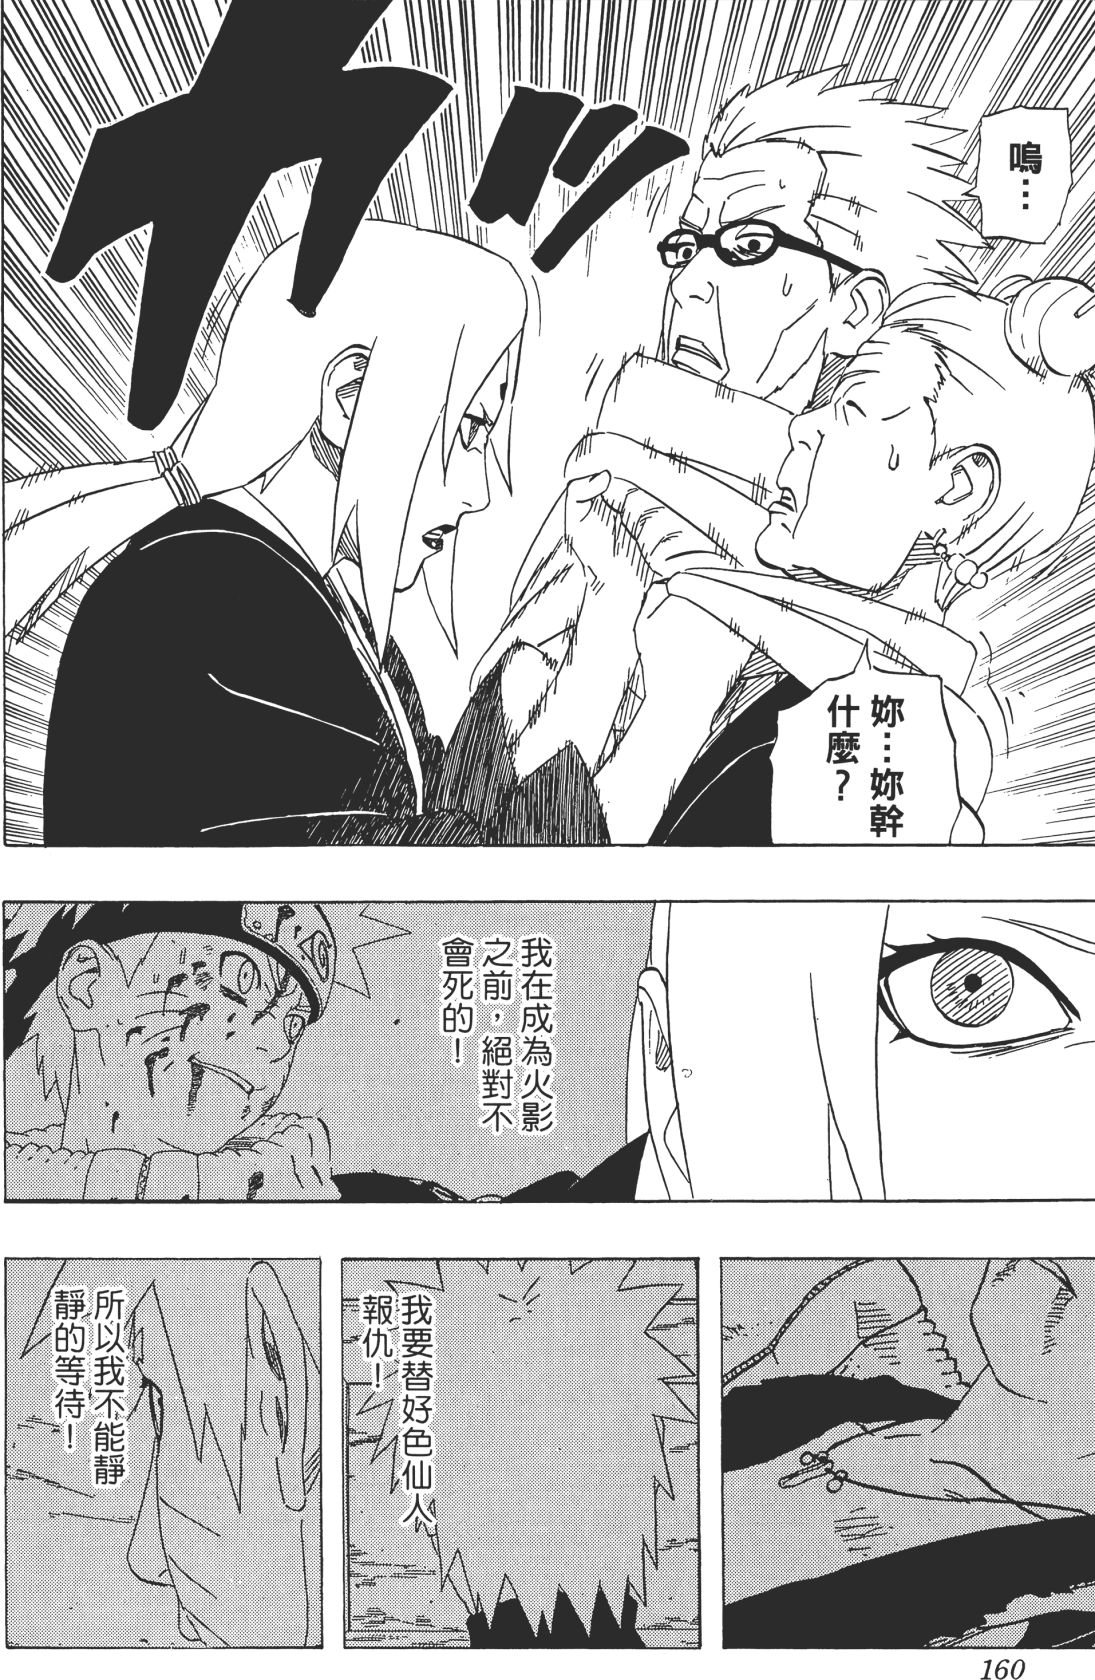 嗚…
妳…妳幹
什麼？
ガッ
我在成為火影
之前，絕對不
會死的！
我要替好色仙人
報仇！
所以我不能靜
靜的等待！
160